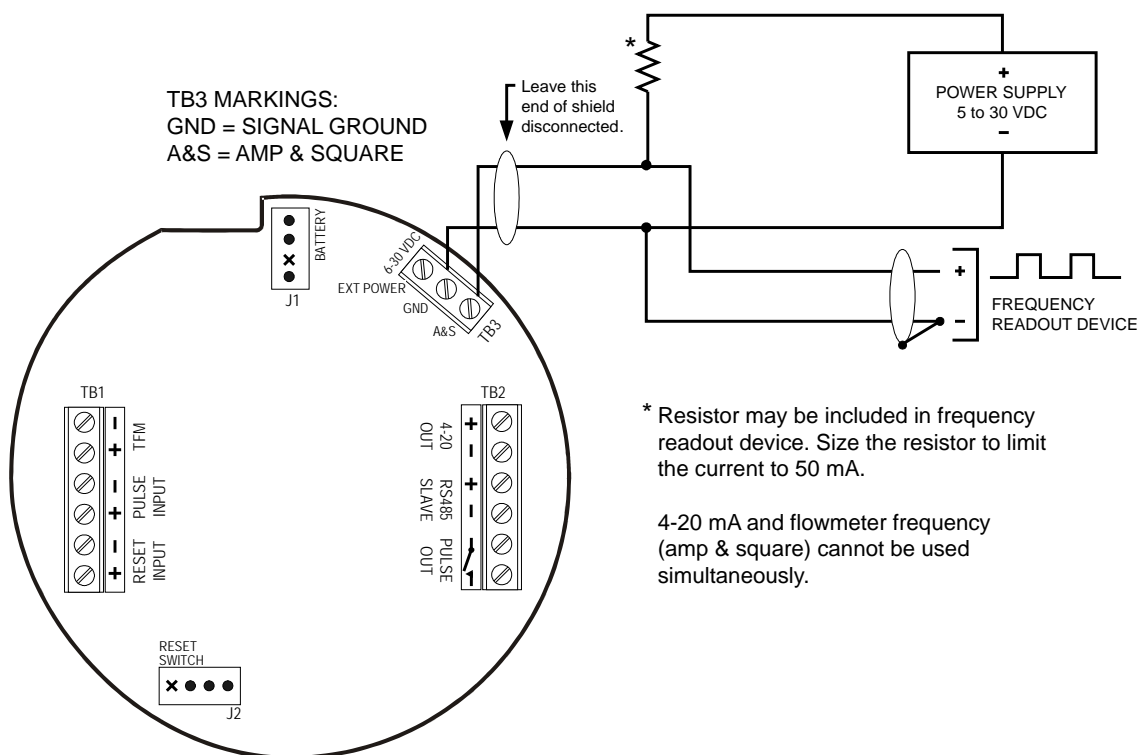 TB3 MARKINGS:
GND = SIGNAL GROUND
A&S = AMP & SQUARE
Leave this
end of shield
disconnected.
*
+
POWER SUPPLY
5 to 30 VDC
−
BATTERY
J1
6-30 VDC
EXT POWER
GND
A&S
TB3
+
−
FREQUENCY
READOUT DEVICE
TB1
−
+
TFM
−
+
PULSE
INPUT
−
+
RESET
INPUT
TB2
+
−
4-20
OUT
+
−
RS485
SLAVE
PULSE
OUT
RESET
SWITCH
J2
* Resistor may be included in frequency
readout device. Size the resistor to limit
the current to 50 mA.
4-20 mA and flowmeter frequency
(amp & square) cannot be used
simultaneously.